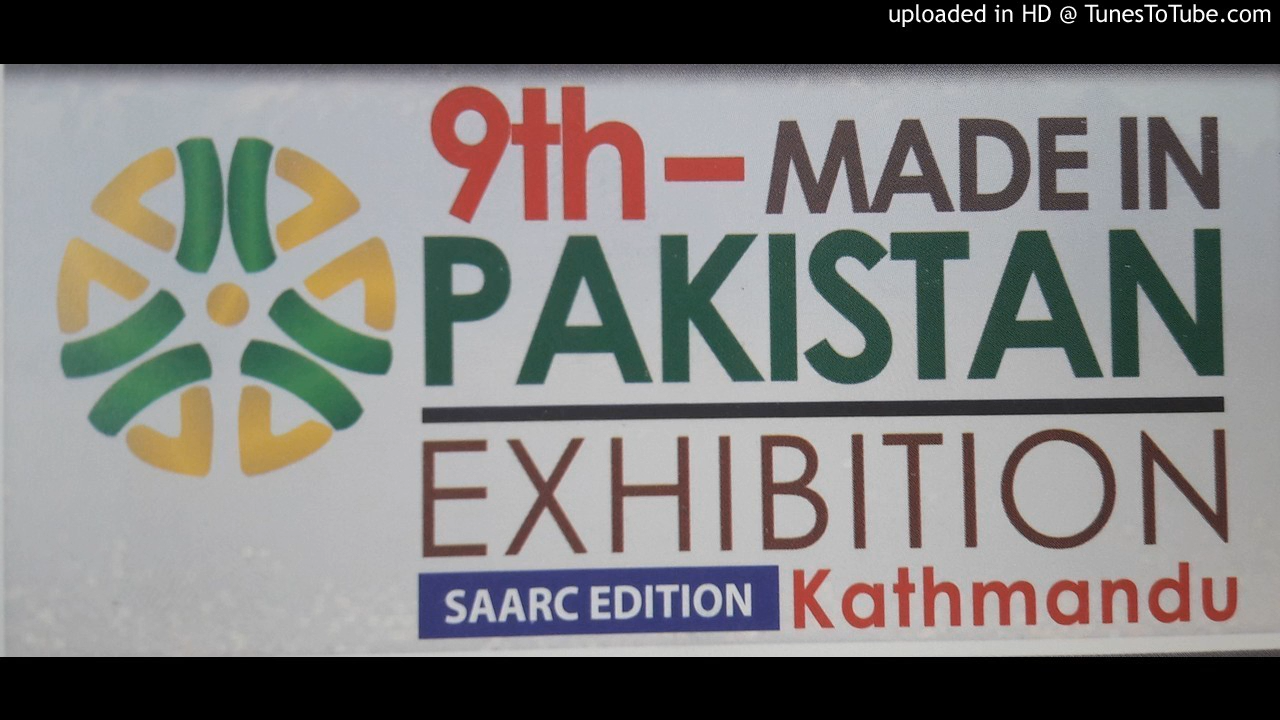 uploaded in HD @ TunesToTube.com
9th – MADE IN
PAKISTAN
EXHIBITION
SAARC EDITION Kathmandu